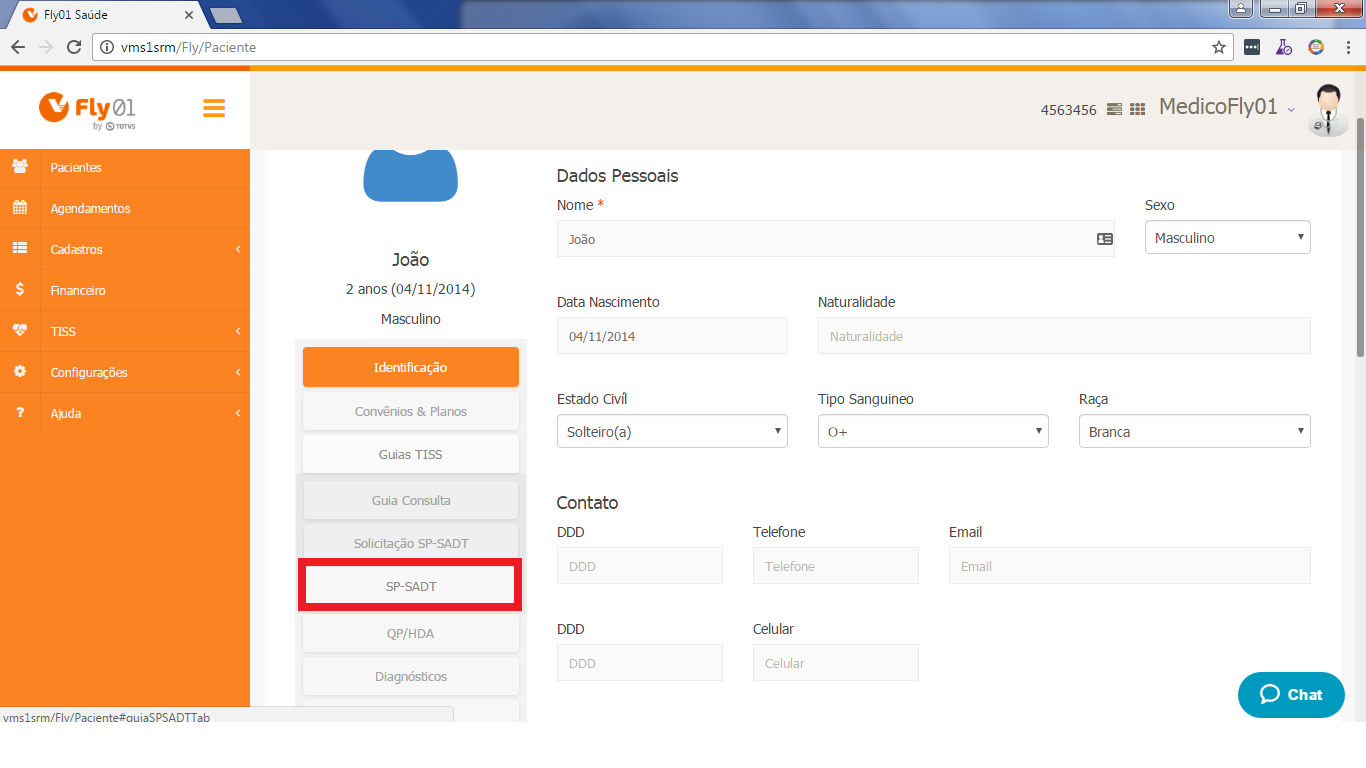 Fly01 Saúde
vms1srm/Fly/Paciente
Fly01
by TOTVS
4563456
MedicoFly01
Pacientes
Agendamentos
Cadastros
Financeiro
TISS
Configurações
Ajuda
João
2 anos (04/11/2014)
Masculino
Identificação
Convênios & Planos
Guias TISS
Guia Consulta
Solicitação SP-SADT
SP-SADT
QP/HDA
Diagnósticos
Dados Pessoais
Nome *
Sexo
João
Masculino
Data Nascimento
Naturalidade
04/11/2014
Naturalidade
Estado Civíl
Tipo Sanguineo
Raça
Solteiro(a)
O+
Branca
Contato
DDD
Telefone
Email
DDD
Telefone
Email
DDD
Celular
DDD
Celular
Chat
vms1srm/Fly/Paciente#guiaSPSADTTab